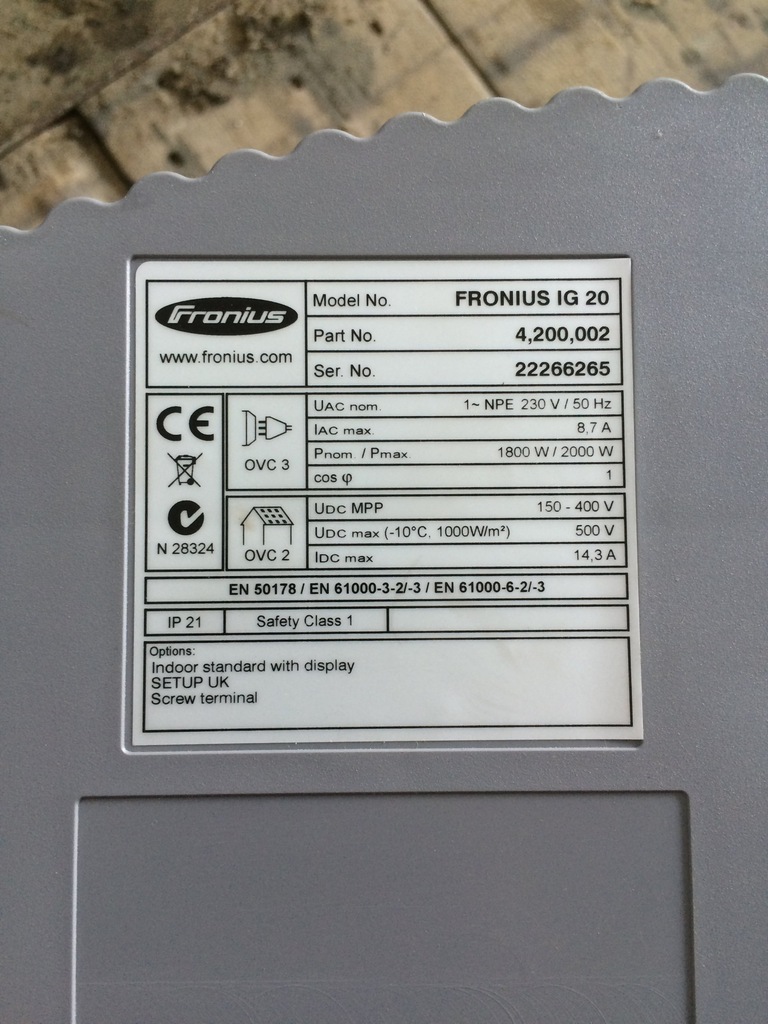 Fronius
www.fronius.com
Model No. FRONIUS IG 20
Part No. 4,200,002
Ser. No. 22266265
CE
N 28324
OVC 3
UAC nom. 1~ NPE 230 V / 50 Hz
IAC max. 8,7 A
Pnom. / Pmax. 1800 W / 2000 W
cos φ 1
OVC 2
UDC MPP 150 - 400 V
UDC max (-10°C, 1000W/m²) 500 V
IDC max 14,3 A
EN 50178 / EN 61000-3-2/-3 / EN 61000-6-2/-3
IP 21 Safety Class 1
Options:
Indoor standard with display
SETUP UK
Screw terminal